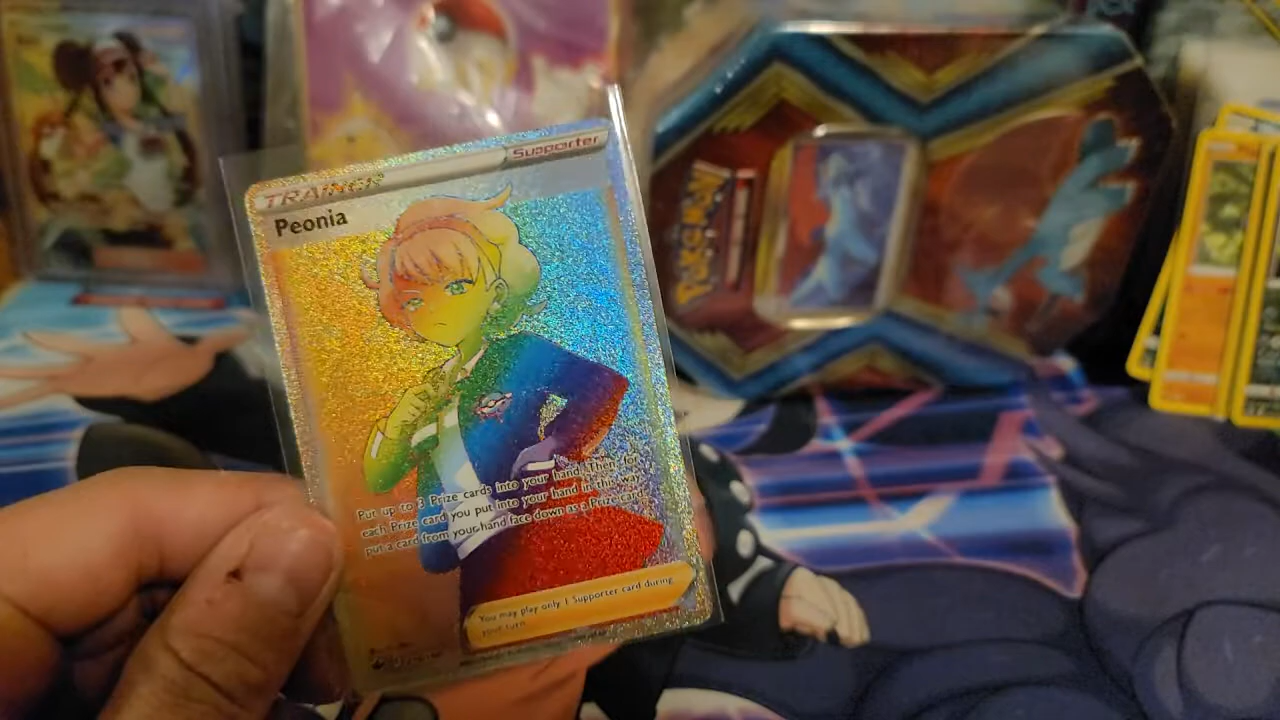 TRAINER
Supporter
Peonia
Put up to 3 Prize cards into your hand. Then, for
each Prize card you put into your hand in this way,
put a card from your hand face down as a Prize card.
You may play only 1 Supporter card during
your turn.
POKÉMON